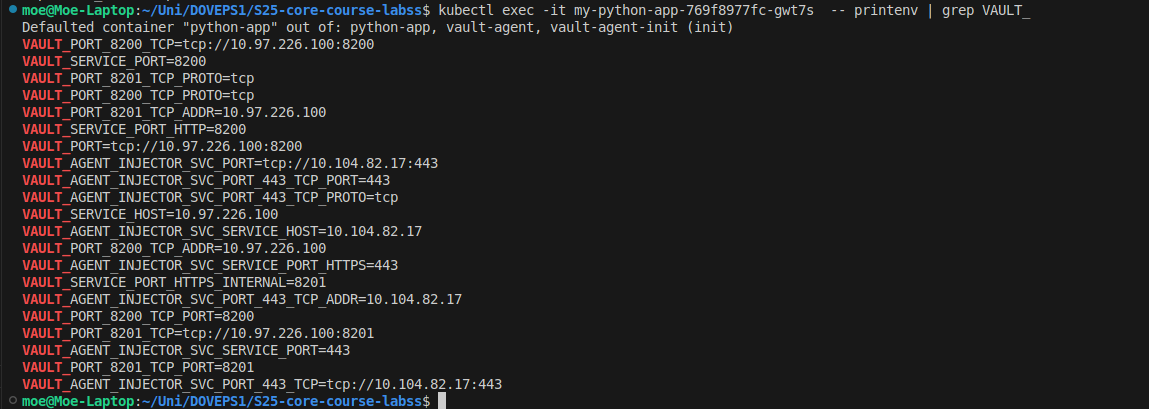 moe@Moe-Laptop:~/Uni/DOVEPS1/S25-core-course-labss$ kubectl exec -it my-python-app-769f8977fc-gwt7s  -- printenv | grep VAULT_
Defaulted container "python-app" out of: python-app, vault-agent, vault-agent-init (init)
VAULT_PORT_8200_TCP=tcp://10.97.226.100:8200
VAULT_SERVICE_PORT=8200
VAULT_PORT_8201_TCP_PROTO=tcp
VAULT_PORT_8200_TCP_PROTO=tcp
VAULT_PORT_8201_TCP_ADDR=10.97.226.100
VAULT_SERVICE_PORT_HTTP=8200
VAULT_PORT=tcp://10.97.226.100:8200
VAULT_AGENT_INJECTOR_SVC_PORT=tcp://10.104.82.17:443
VAULT_AGENT_INJECTOR_SVC_PORT_443_TCP_PORT=443
VAULT_AGENT_INJECTOR_SVC_PORT_443_TCP_PROTO=tcp
VAULT_SERVICE_HOST=10.97.226.100
VAULT_AGENT_INJECTOR_SVC_SERVICE_HOST=10.104.82.17
VAULT_PORT_8200_TCP_ADDR=10.97.226.100
VAULT_AGENT_INJECTOR_SVC_SERVICE_PORT_HTTPS=443
VAULT_SERVICE_PORT_HTTPS_INTERNAL=8201
VAULT_AGENT_INJECTOR_SVC_PORT_443_TCP_ADDR=10.104.82.17
VAULT_PORT_8200_TCP_PORT=8200
VAULT_PORT_8201_TCP=tcp://10.97.226.100:8201
VAULT_AGENT_INJECTOR_SVC_SERVICE_PORT=443
VAULT_PORT_8201_TCP_PORT=8201
VAULT_AGENT_INJECTOR_SVC_PORT_443_TCP=tcp://10.104.82.17:443
moe@Moe-Laptop:~/Uni/DOVEPS1/S25-core-course-labss$